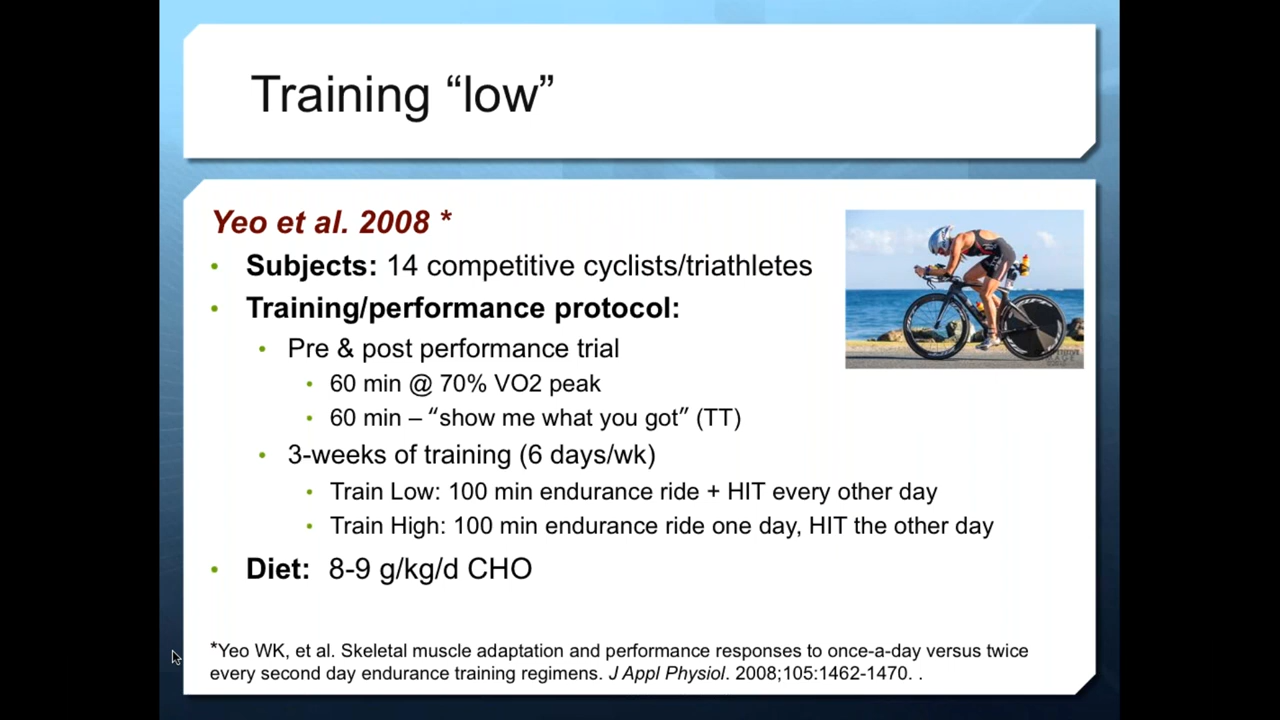 Training “low”
Yeo et al. 2008 *
• Subjects: 14 competitive cyclists/triathletes
• Training/performance protocol:
• Pre & post performance trial
• 60 min @ 70% VO2 peak
• 60 min – “show me what you got” (TT)
• 3-weeks of training (6 days/wk)
• Train Low: 100 min endurance ride + HIT every other day
• Train High: 100 min endurance ride one day, HIT the other day
• Diet: 8-9 g/kg/d CHO
*Yeo WK, et al. Skeletal muscle adaptation and performance responses to once-a-day versus twice
every second day endurance training regimens. J Appl Physiol. 2008;105:1462-1470. .